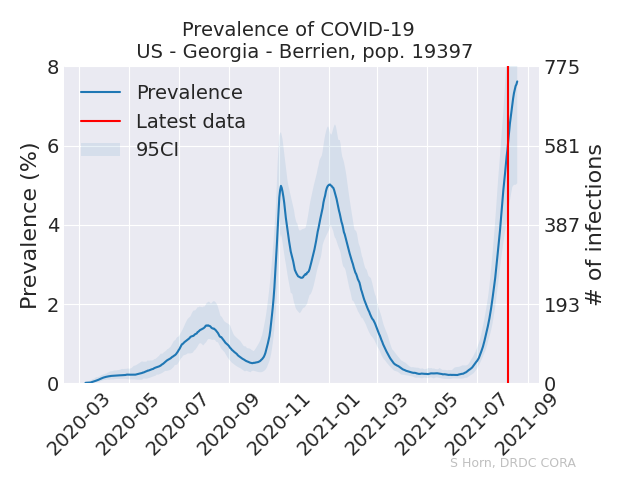 Prevalence of COVID-19
US - Georgia - Berrien, pop. 19397
8
6
4
2
0
Prevalence (%)
Prevalence
Latest data
95CI
775
581
387
193
0
# of infections
2020-03
2020-05
2020-07
2020-09
2020-11
2021-01
2021-03
2021-05
2021-07
2021-09
S Horn, DRDC CORA